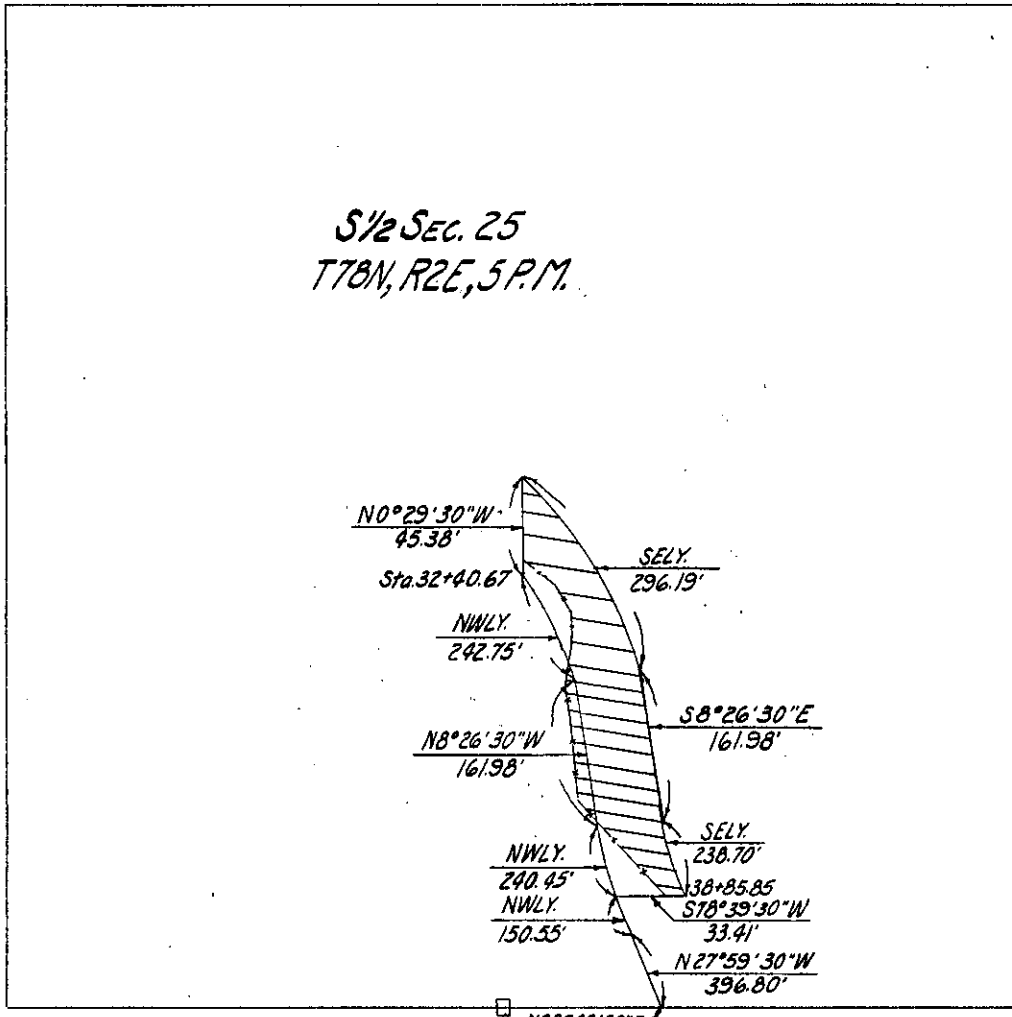 S1/2 SEC. 25
T78N, R2E, 5 P.M.
N0°29'30"W
45.38'
Sta.32+40.67
SELY.
296.19'
NWLY.
242.75'
S8°26'30"E
161.98'
N8°26'30"W
161.98'
SELY.
238.70'
NWLY.
240.45'
38+85.85
S78°39'30"W
33.41'
NWLY.
150.55'
N27°59'30"W
396.80'